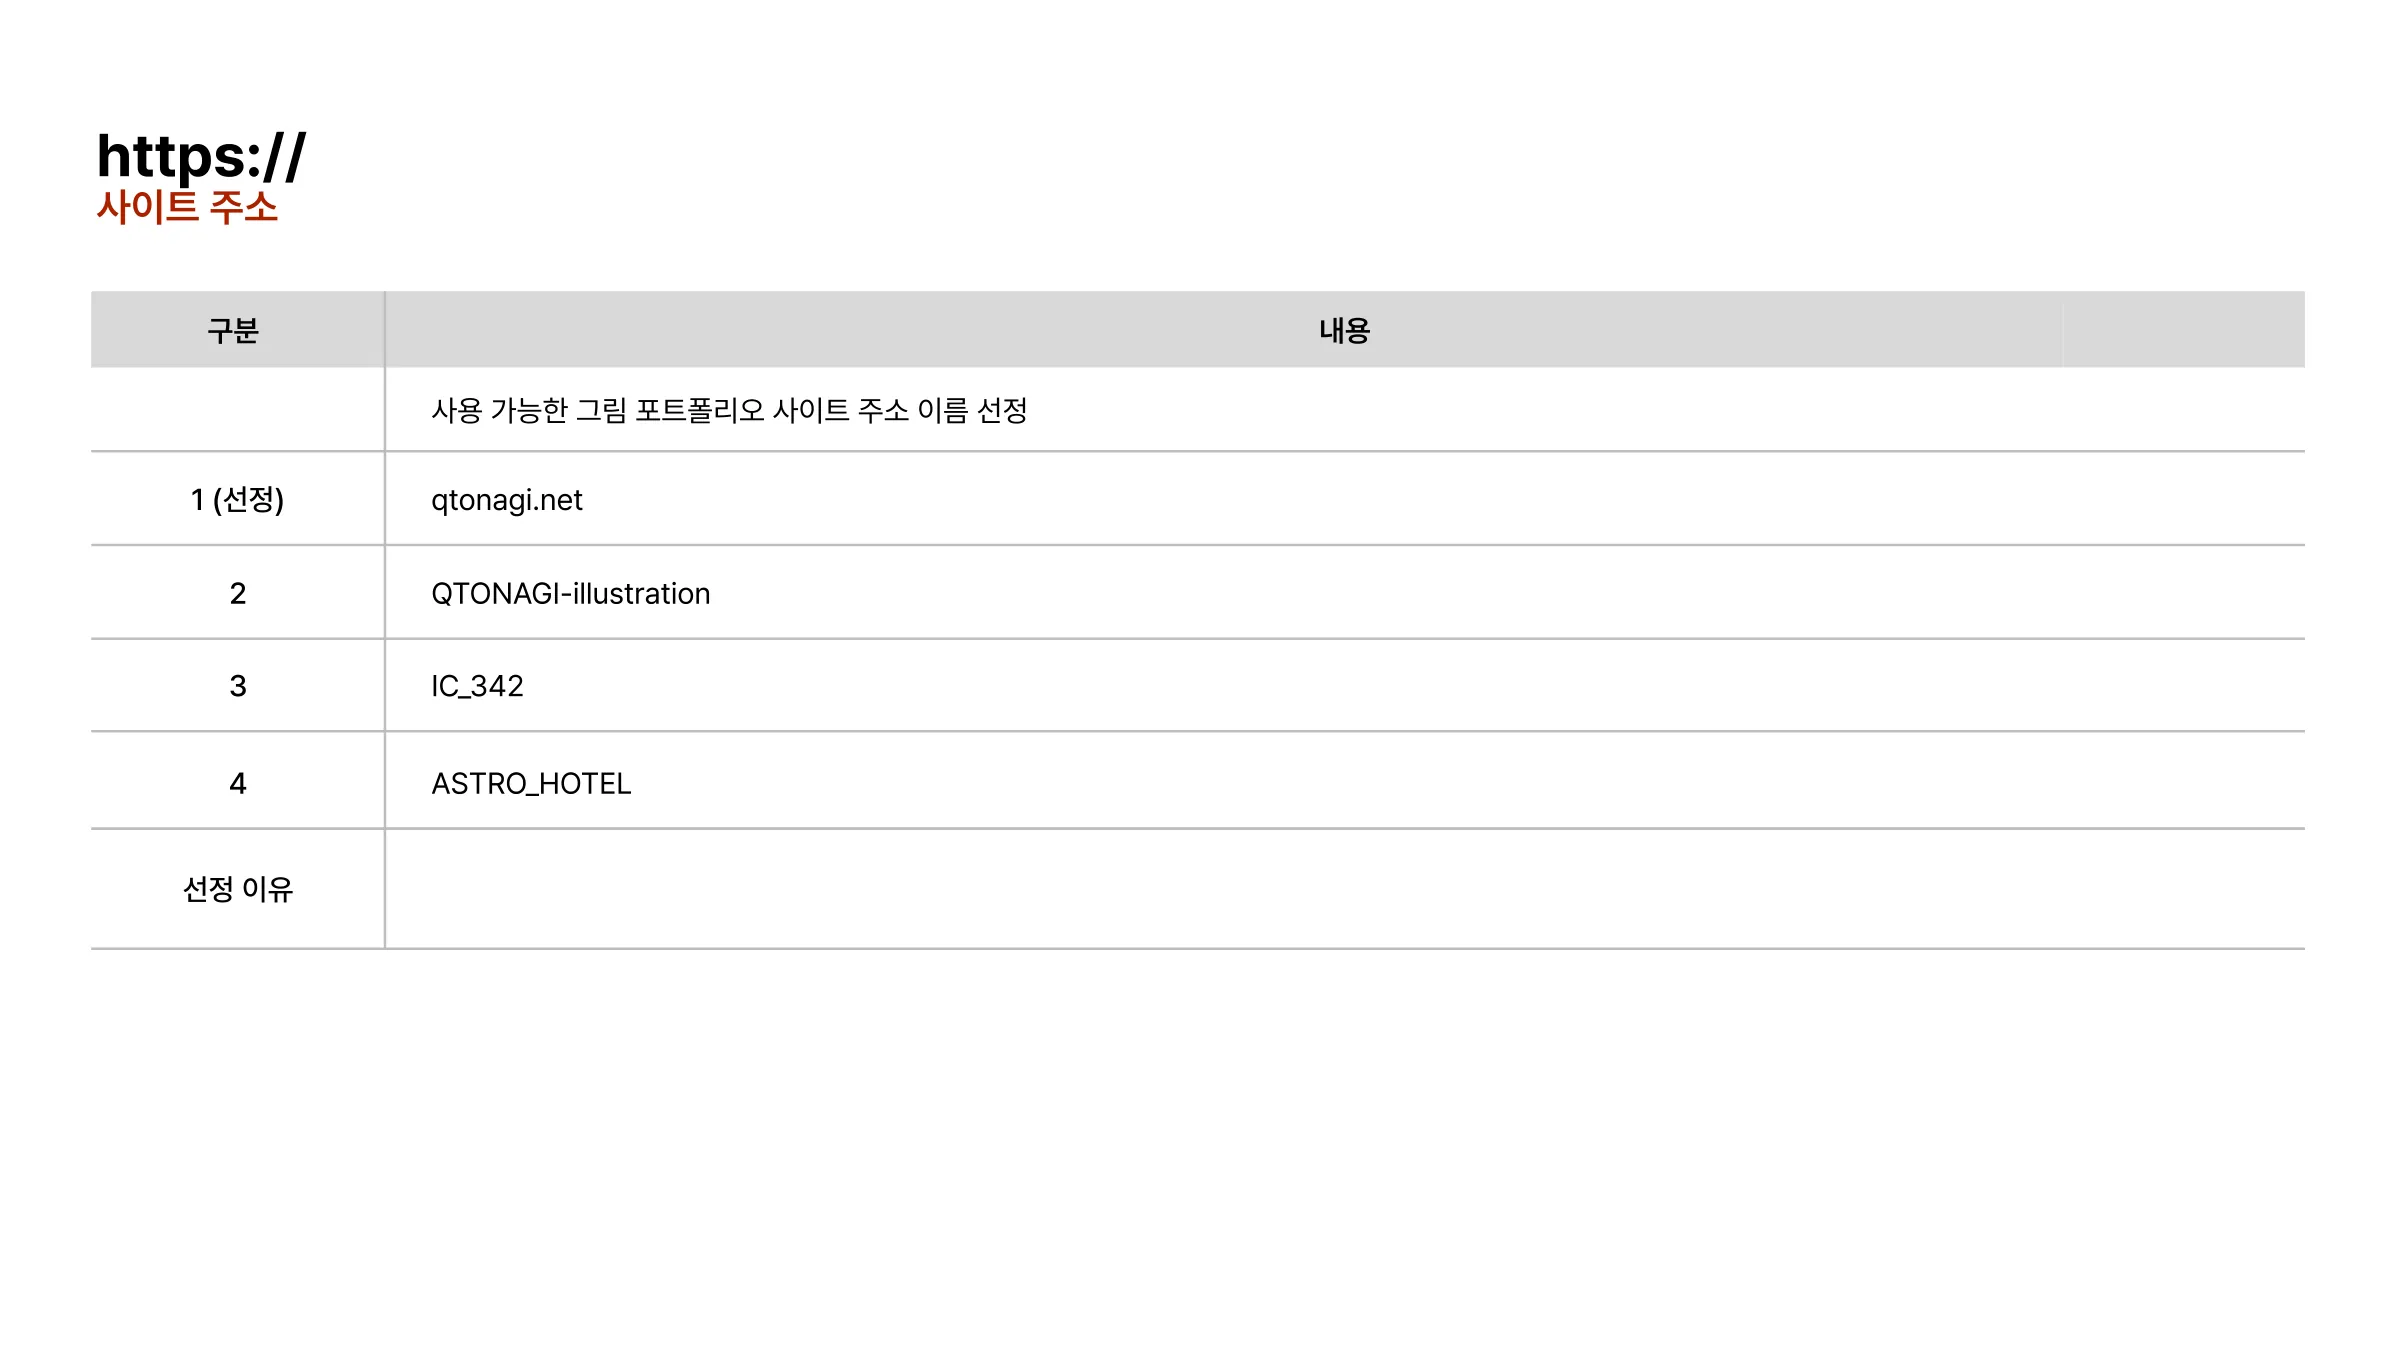 https://
사이트 주소
구분 내용
사용 가능한 그림 포트폴리오 사이트 주소 이름 선정
1 (선정) qtonagi.net
2 QTONAGI-illustration
3 IC_342
4 ASTRO_HOTEL
선정 이유